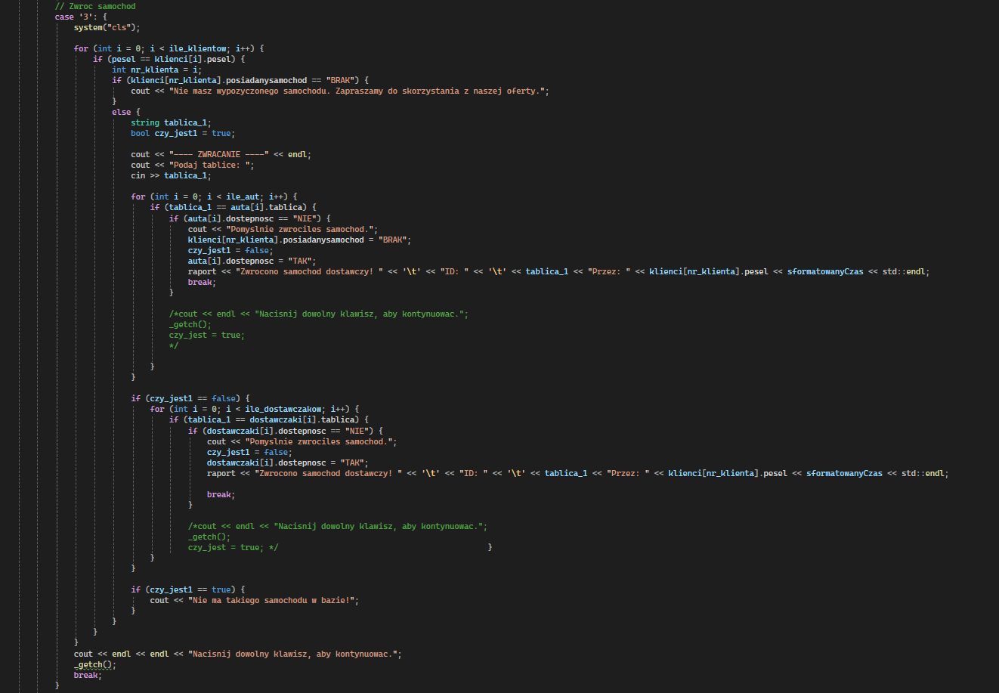 // Zwroc samochod
case '3': {
system("cls");
for (int i = 0; i < ile_klientow; i++) {
if (pesel == klienci[i].pesel) {
int nr_klienta = i;
if (klienci[nr_klienta].posiadanysamochod == "BRAK") {
cout << "Nie masz wypozyczonego samochodu. Zapraszamy do skorzystania z naszej oferty.";
}
else {
string tablica_1;
bool czy_jest1 = true;
cout << "---- ZWRACANIE ----" << endl;
cout << "Podaj tablice: ";
cin >> tablica_1;
for (int i = 0; i < ile_aut; i++) {
if (tablica_1 == auta[i].tablica) {
if (auta[i].dostepnosc == "NIE") {
cout << "Pomyslnie zwrociles samochod.";
klienci[nr_klienta].posiadanysamochod = "BRAK";
czy_jest1 = false;
auta[i].dostepnosc = "TAK";
raport << "Zwrocono samochod dostawczy! " << '\t' << "ID: " << '\t' << tablica_1 << "Przez: " << klienci[nr_klienta].pesel << sformatowanyCzas << std::endl;
break;
}
/*cout << endl << "Nacisnij dowolny klawisz, aby kontynuowac.";
_getch();
czy_jest = true;
*/
}
}
if (czy_jest1 == false) {
for (int i = 0; i < ile_dostawczakow; i++) {
if (tablica_1 == dostawczaki[i].tablica) {
if (dostawczaki[i].dostepnosc == "NIE") {
cout << "Pomyslnie zwrociles samochod.";
czy_jest1 = false;
dostawczaki[i].dostepnosc = "TAK";
raport << "Zwrocono samochod dostawczy! " << '\t' << "ID: " << '\t' << tablica_1 << "Przez: " << klienci[nr_klienta].pesel << sformatowanyCzas << std::endl;
break;
}
/*cout << endl << "Nacisnij dowolny klawisz, aby kontynuowac.";
_getch();
czy_jest = true; */ }
}
}
if (czy_jest1 == true) {
cout << "Nie ma takiego samochodu w bazie!";
}
}
}
}
cout << endl << endl << "Nacisnij dowolny klawisz, aby kontynuowac.";
_getch();
break;
}